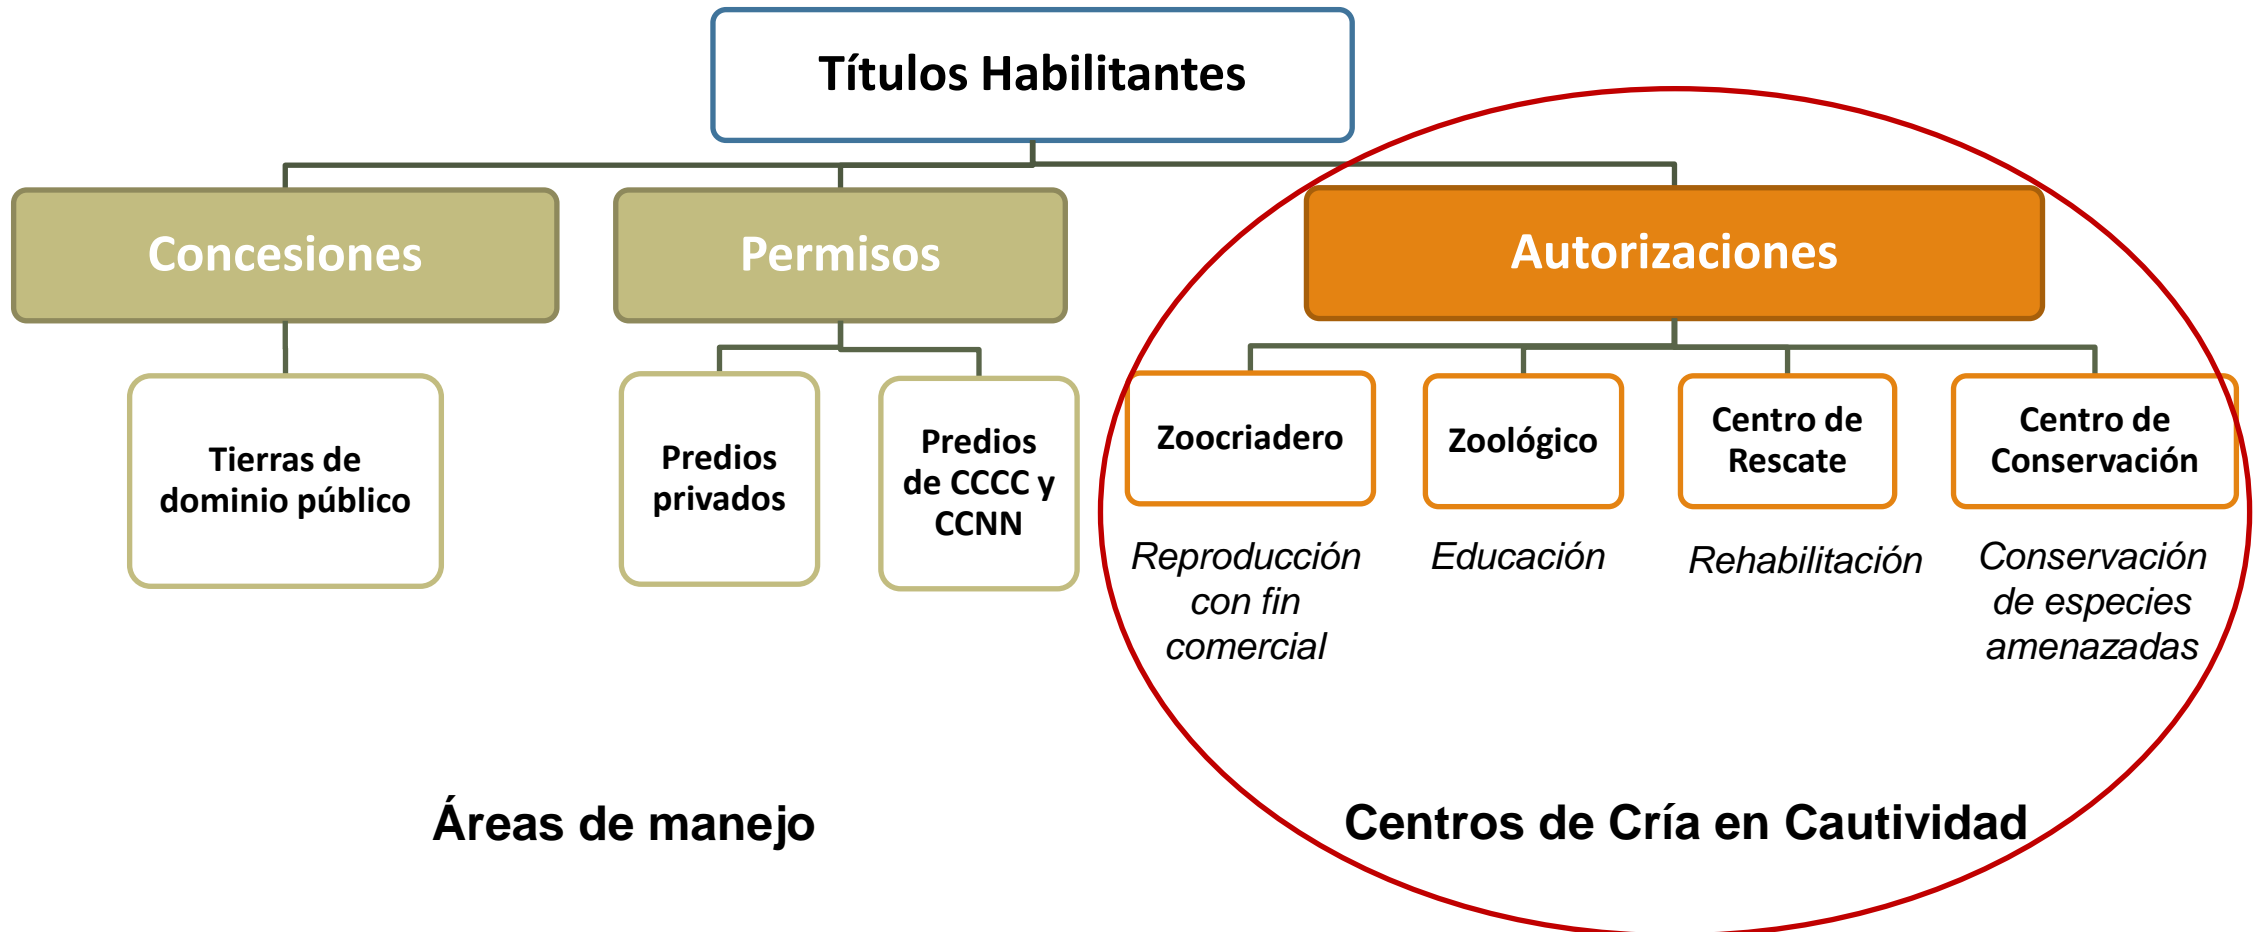 Títulos Habilitantes
Concesiones
Permisos
Autorizaciones
Tierras de
dominio público
Predios
privados
Predios
de CCCC y
CCNN
Zoocriadero
Zoológico
Centro de
Rescate
Centro de
Conservación
Reproducción
con fin
comercial
Educación
Rehabilitación
Conservación
de especies
amenazadas
Áreas de manejo
Centros de Cría en Cautividad